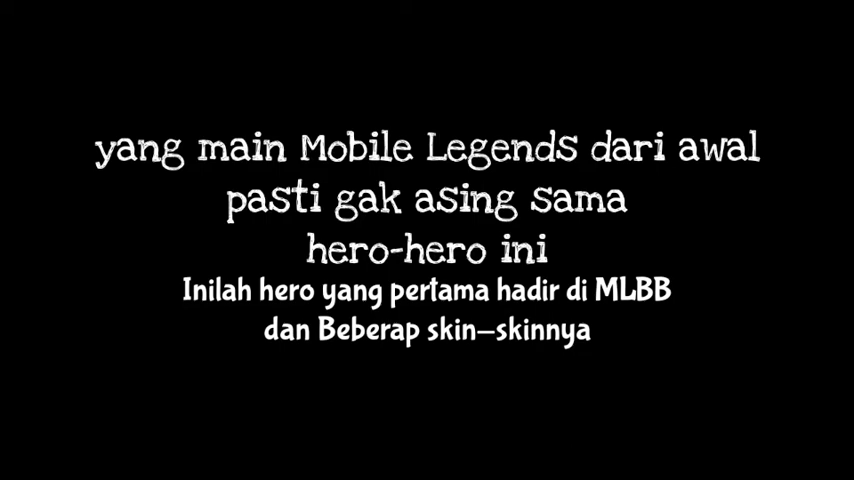 yang main Mobile Legends dari awal
pasti gak asing sama
hero-hero ini
Inilah hero yang pertama hadir di MLBB
dan Beberap skin-skinnya